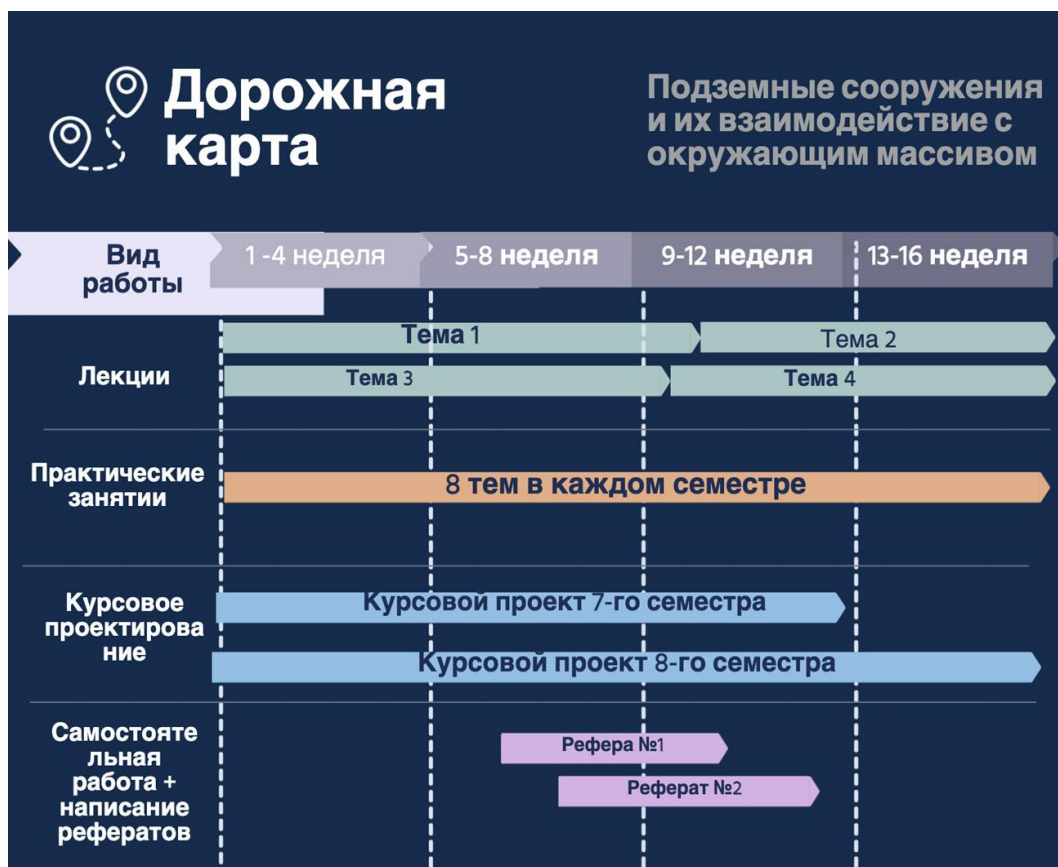 Дорожная
карта
Подземные сооружения
и их взаимодействие с
окружающим массивом
Вид
работы
1 -4 неделя
5-8 неделя
9-12 неделя
13-16 неделя
Лекции
Тема 1
Тема 2
Тема 3
Тема 4
Практические
занятии
8 тем в каждом семестре
Курсовое
проектирова
ние
Курсовой проект 7-го семестра
Курсовой проект 8-го семестра
Самостояте
льная
работа +
написание
рефератов
Рефера №1
Реферат №2